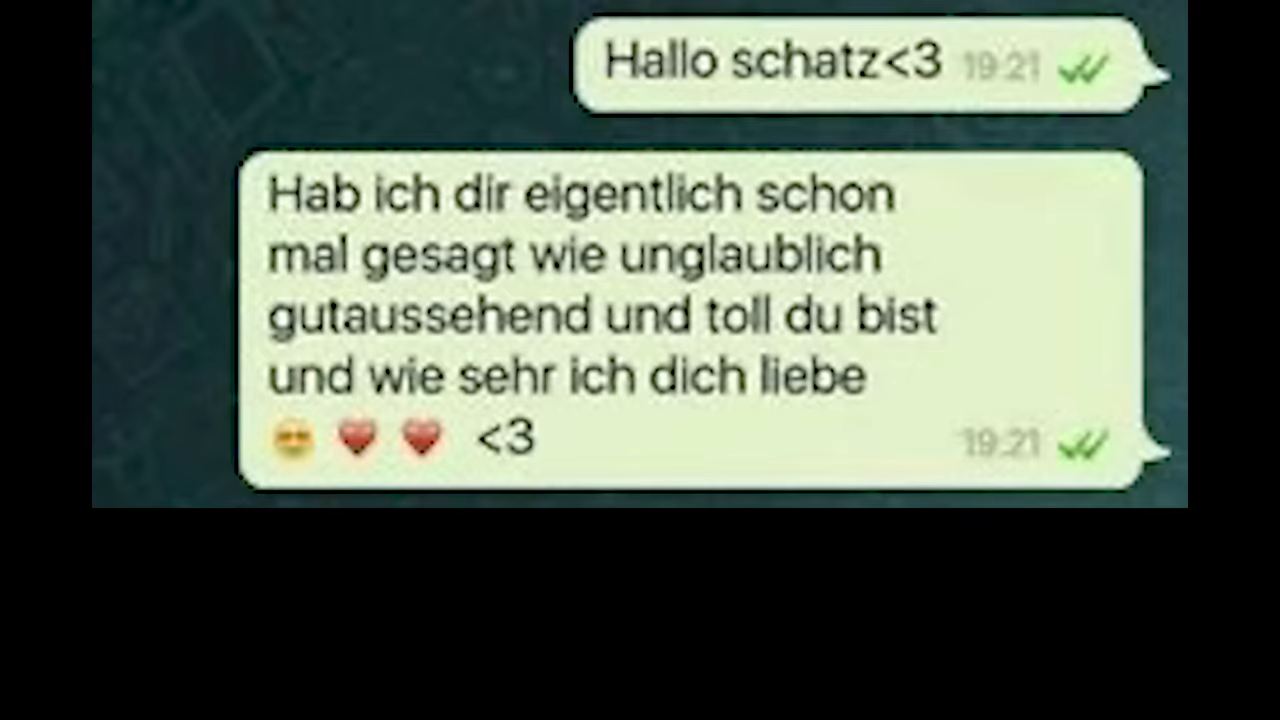 Hallo schatz<3 19:21
Hab ich dir eigentlich schon
mal gesagt wie unglaublich
gutaussehend und toll du bist
und wie sehr ich dich liebe
😍 ❤️ ❤️ <3 19:21